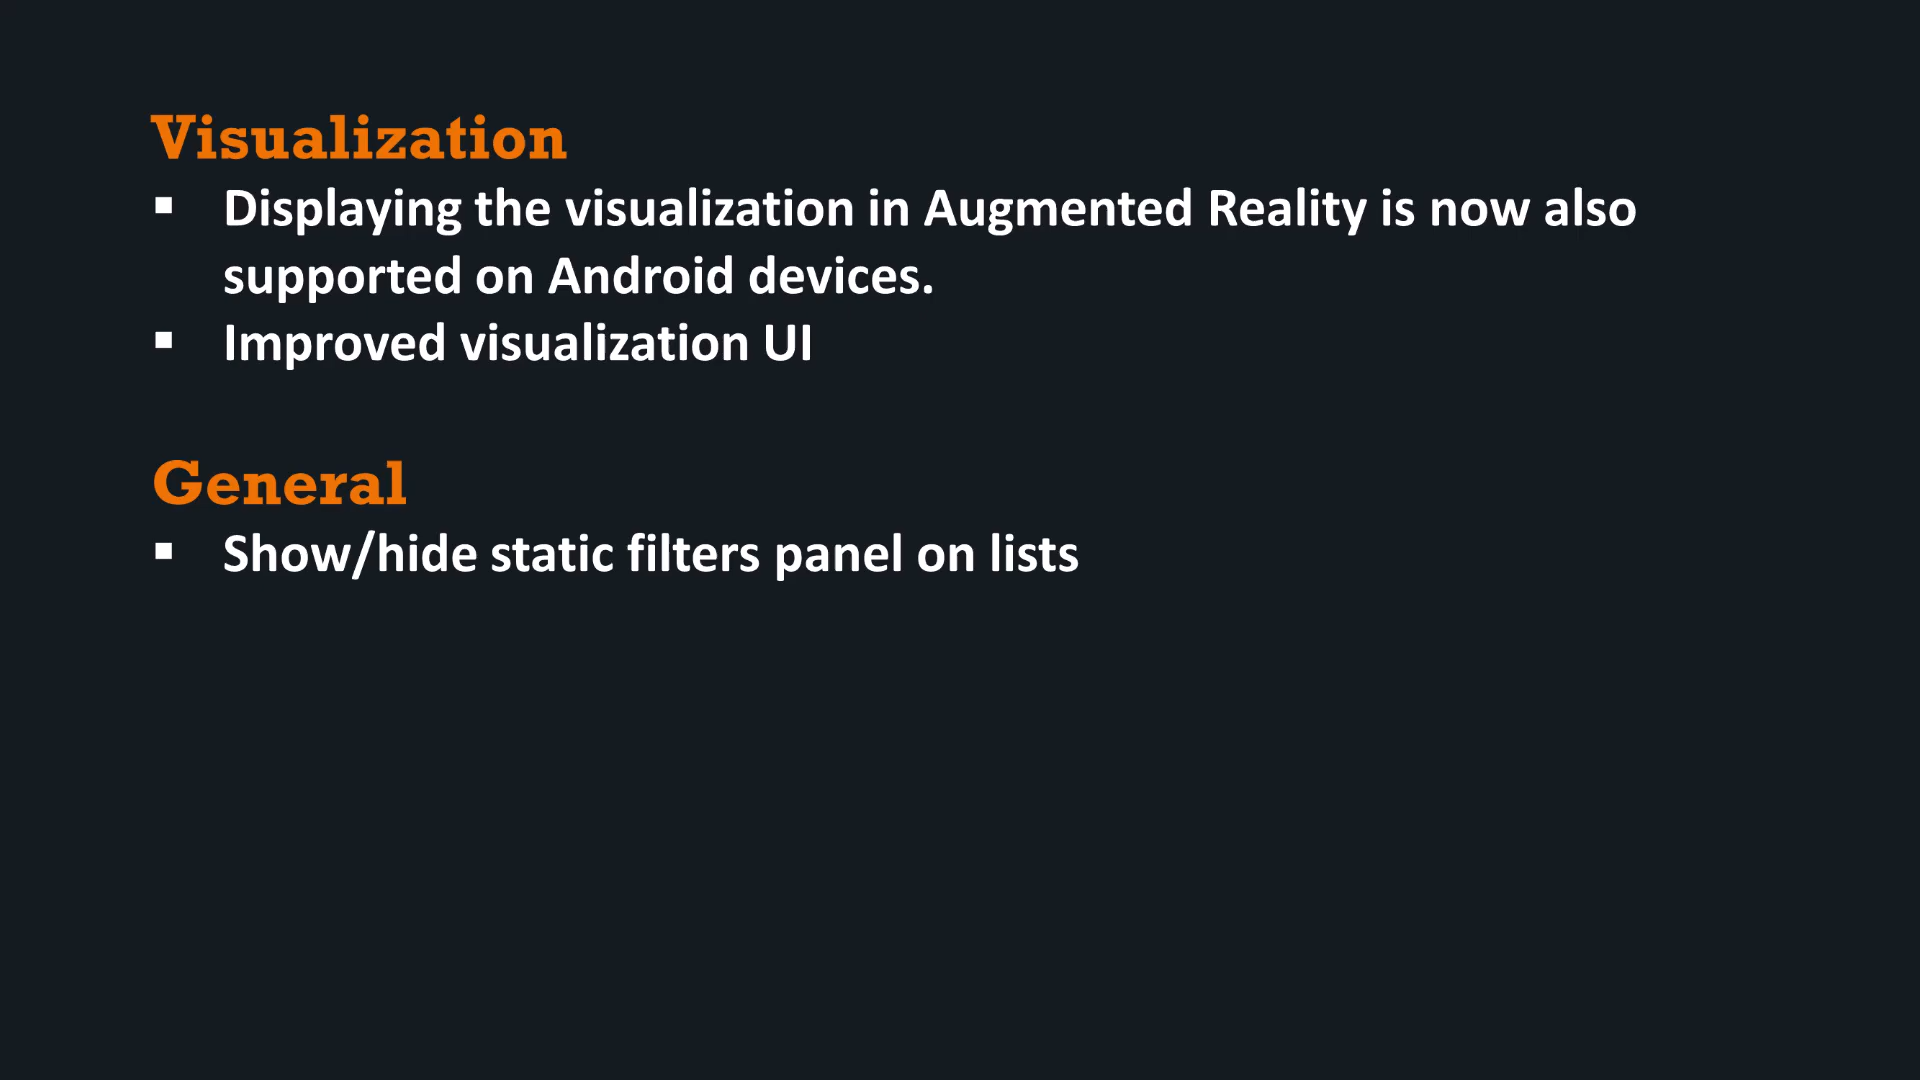 Visualization
▪ Displaying the visualization in Augmented Reality is now also
supported on Android devices.
▪ Improved visualization UI
General
▪ Show/hide static filters panel on lists